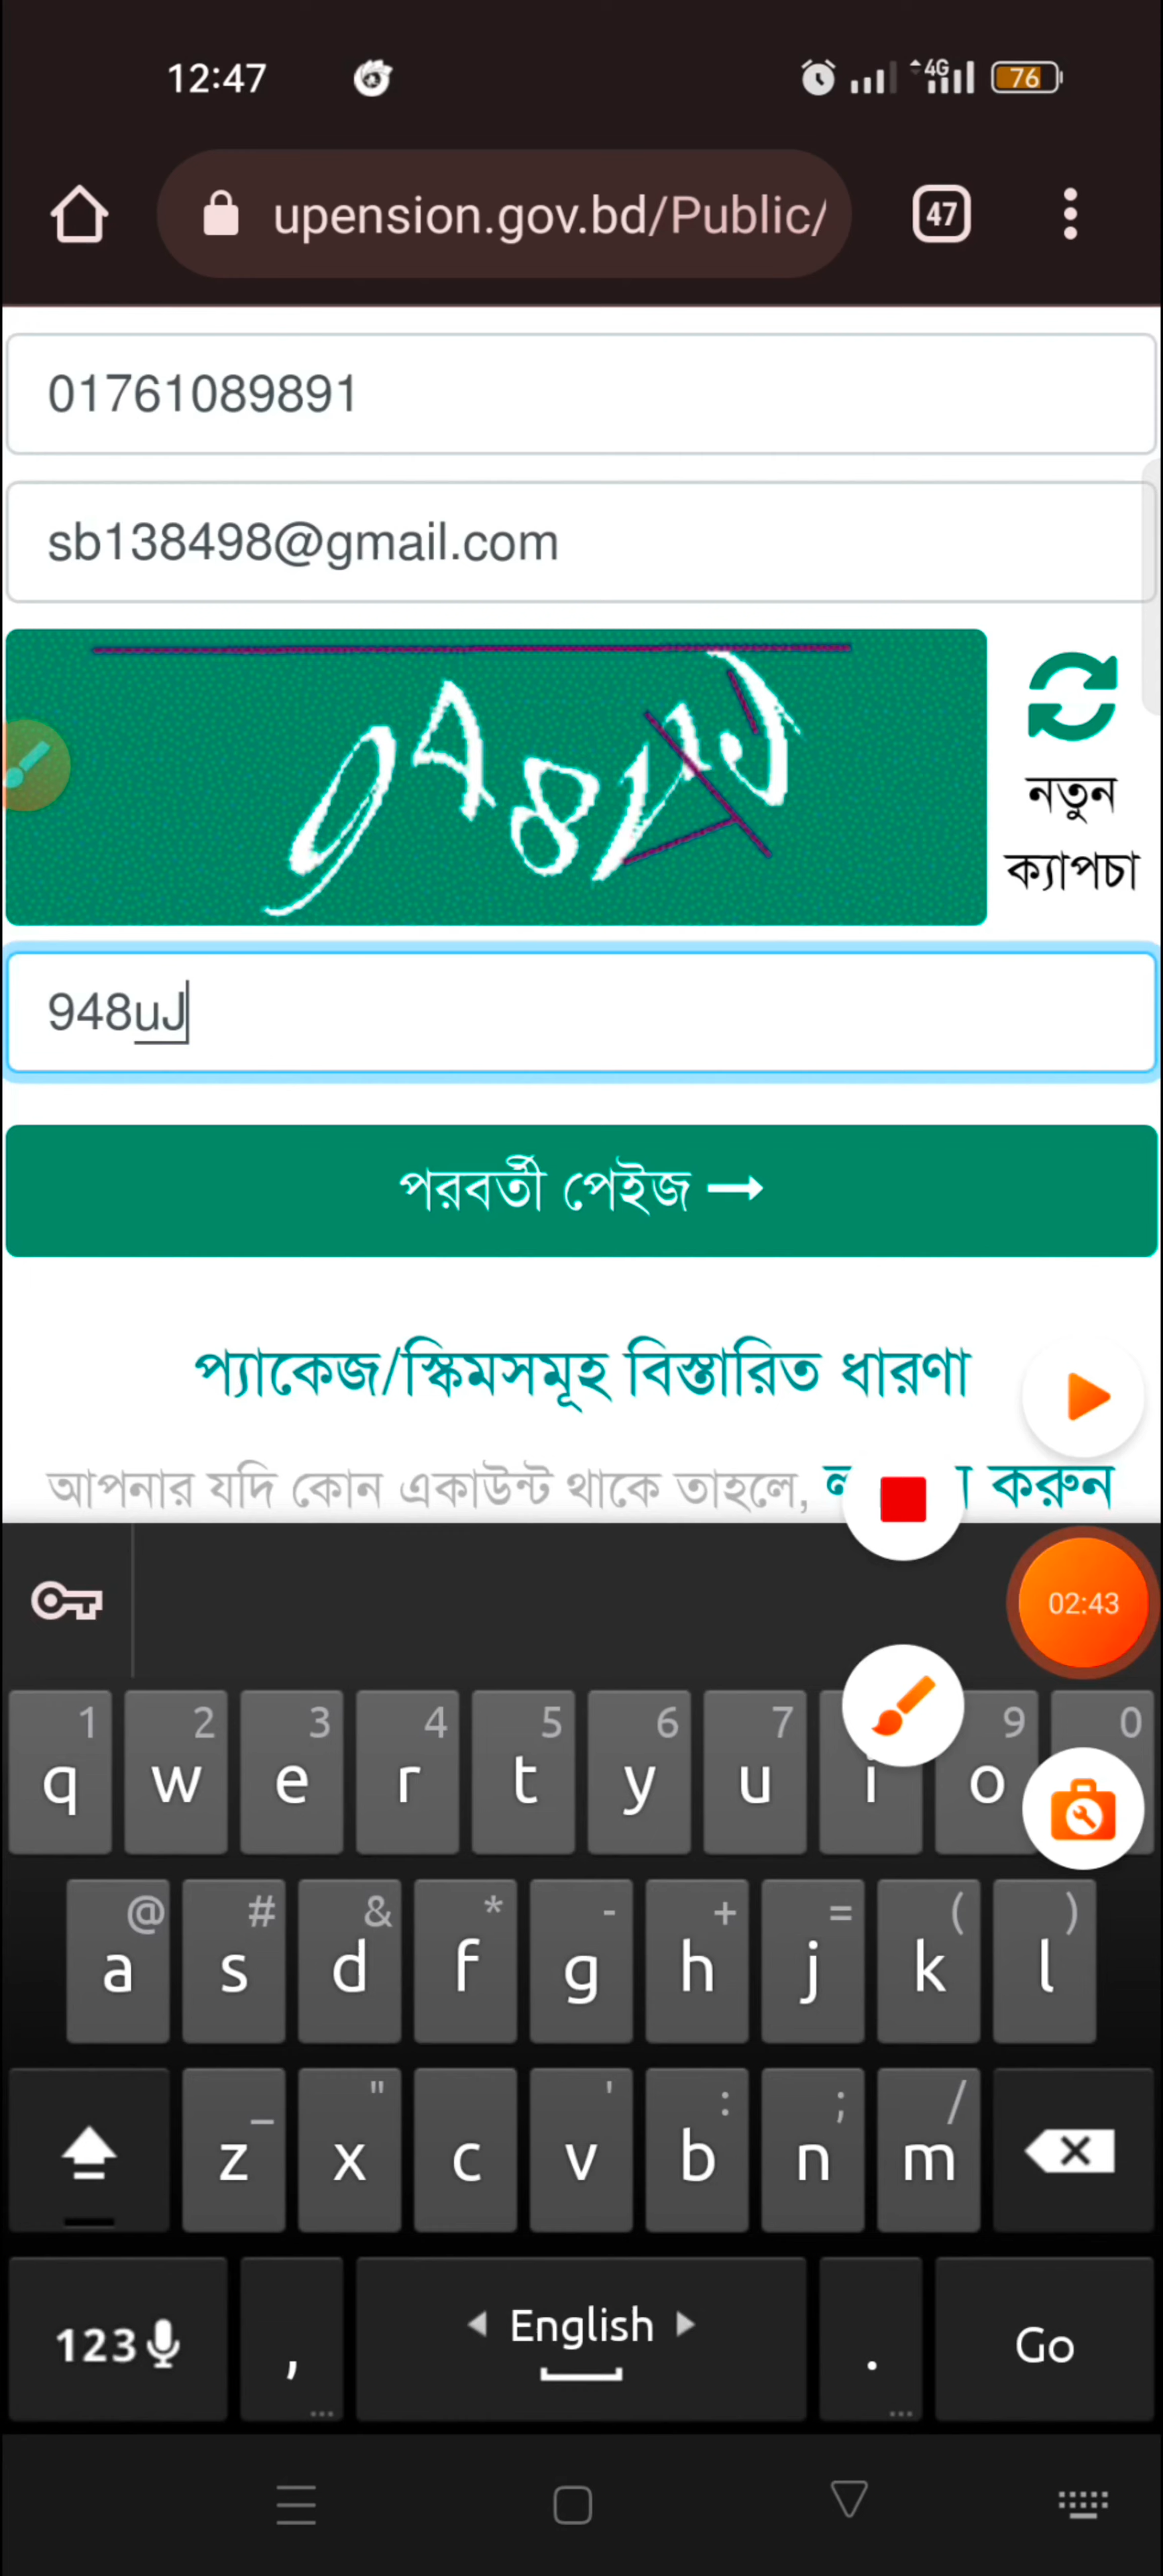 12:47
4G
76
upension.gov.bd/Public/
47
01761089891
sb138498@gmail.com
নতুন
ক্যাপচা
948uJ
পরবর্তী পেইজ →
প্যাকেজ/স্কিমসমূহ বিস্তারিত ধারণা
আপনার যদি কোন একাউন্ট থাকে তাহলে, করুন
02:43
1 2 3 4 5 6 7 9 0
q w e r t y u i o
@ # & * - + = ( )
a s d f g h j k l
_ " ' : ; /
z x c v b n m
123 , English . Go